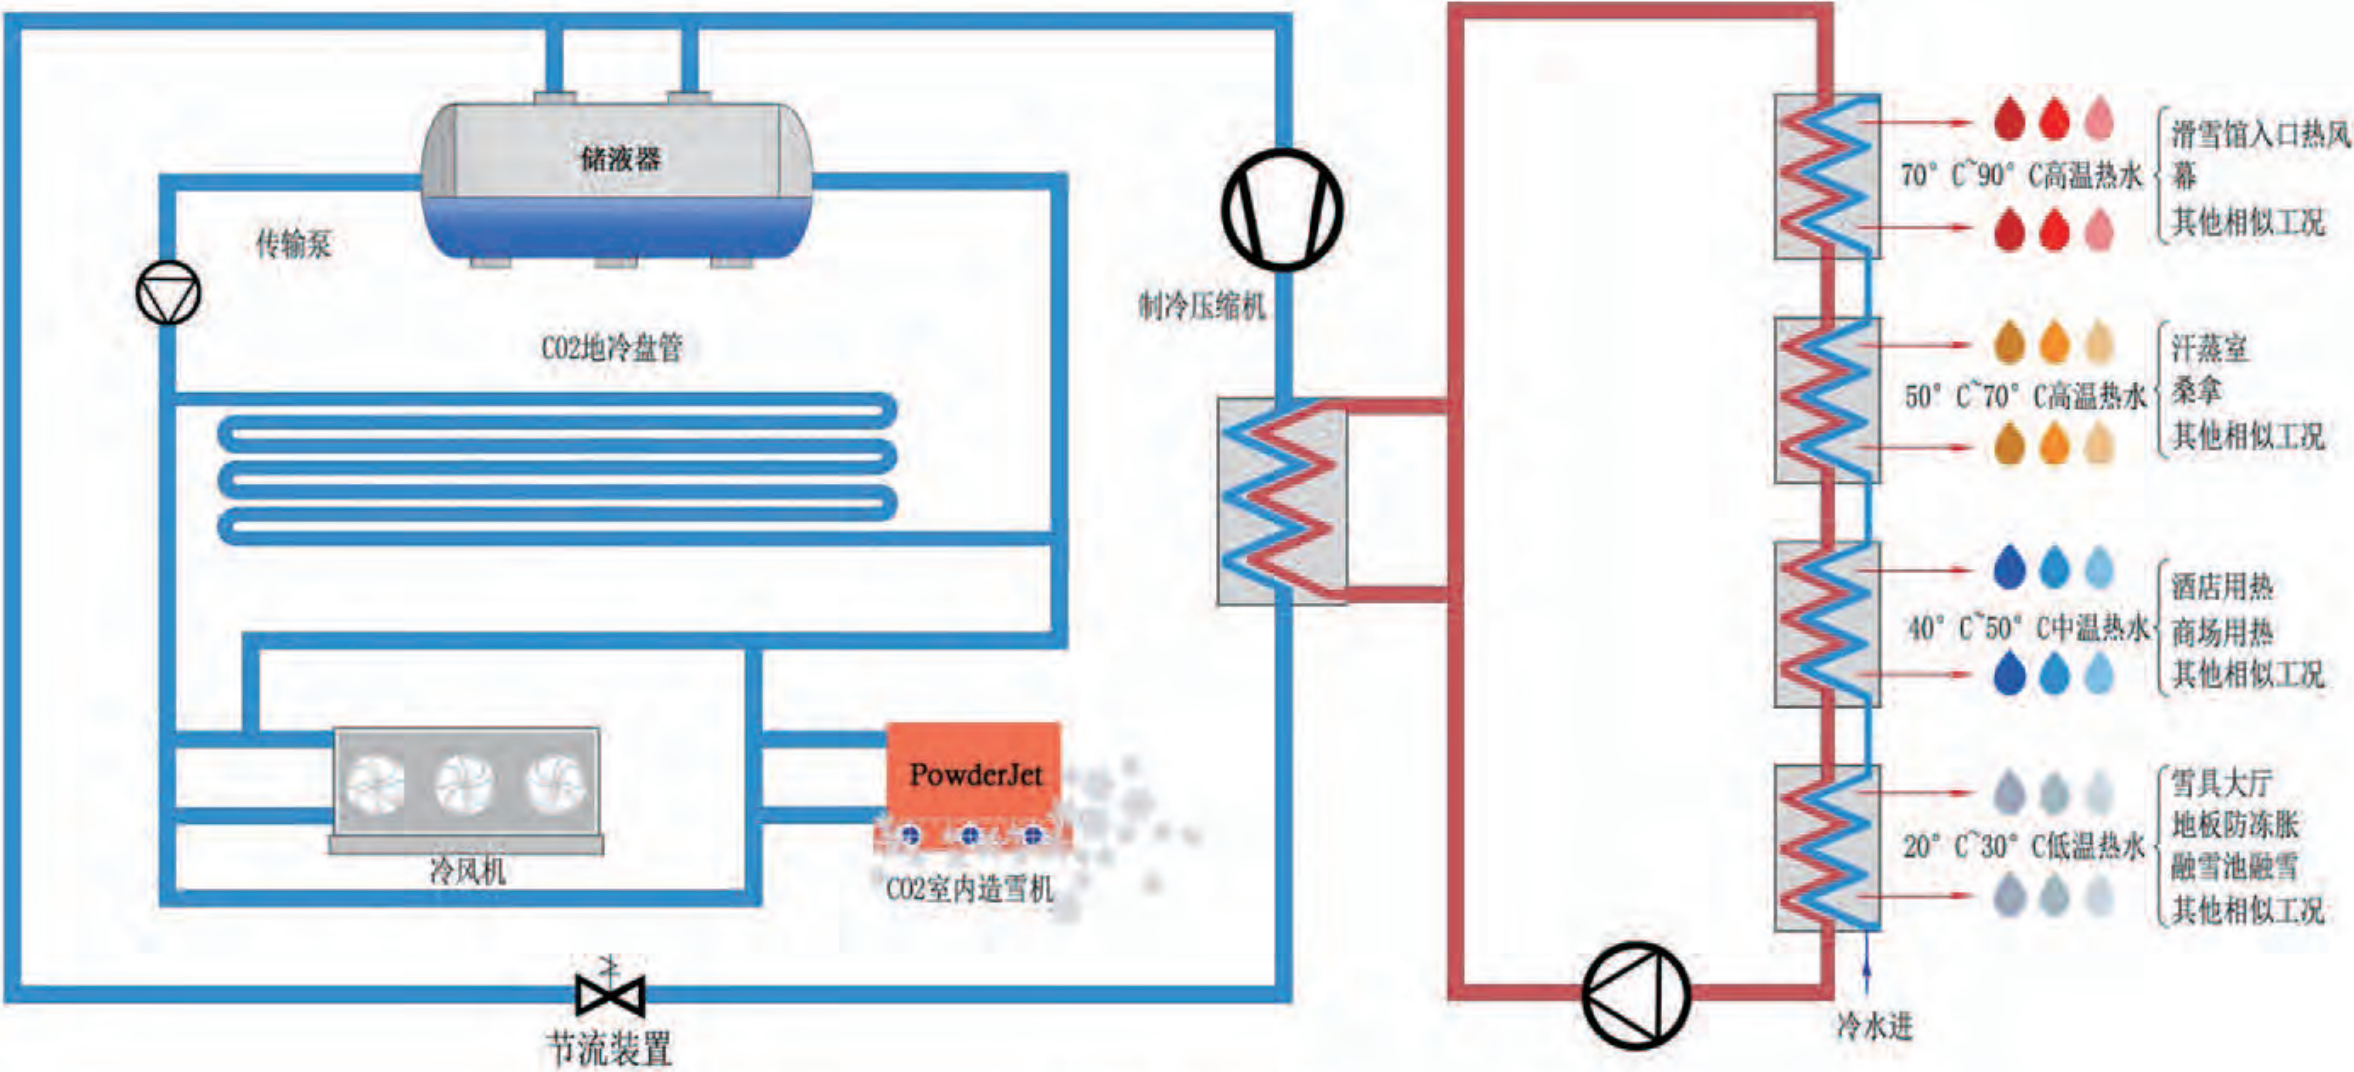 储液器
传输泵
CO2地冷盘管
制冷压缩机
PowderJet
冷风机
CO2室内造雪机
节流装置
70°C~90°C高温热水
滑雪馆入口热风
幕
其他相似工况
50°C~70°C高温热水
汗蒸室
桑拿
其他相似工况
40°C~50°C中温热水
酒店用热
商场用热
其他相似工况
20°C~30°C低温热水
雪具大厅
地板防冻胀
融雪池融雪
其他相似工况
冷水进